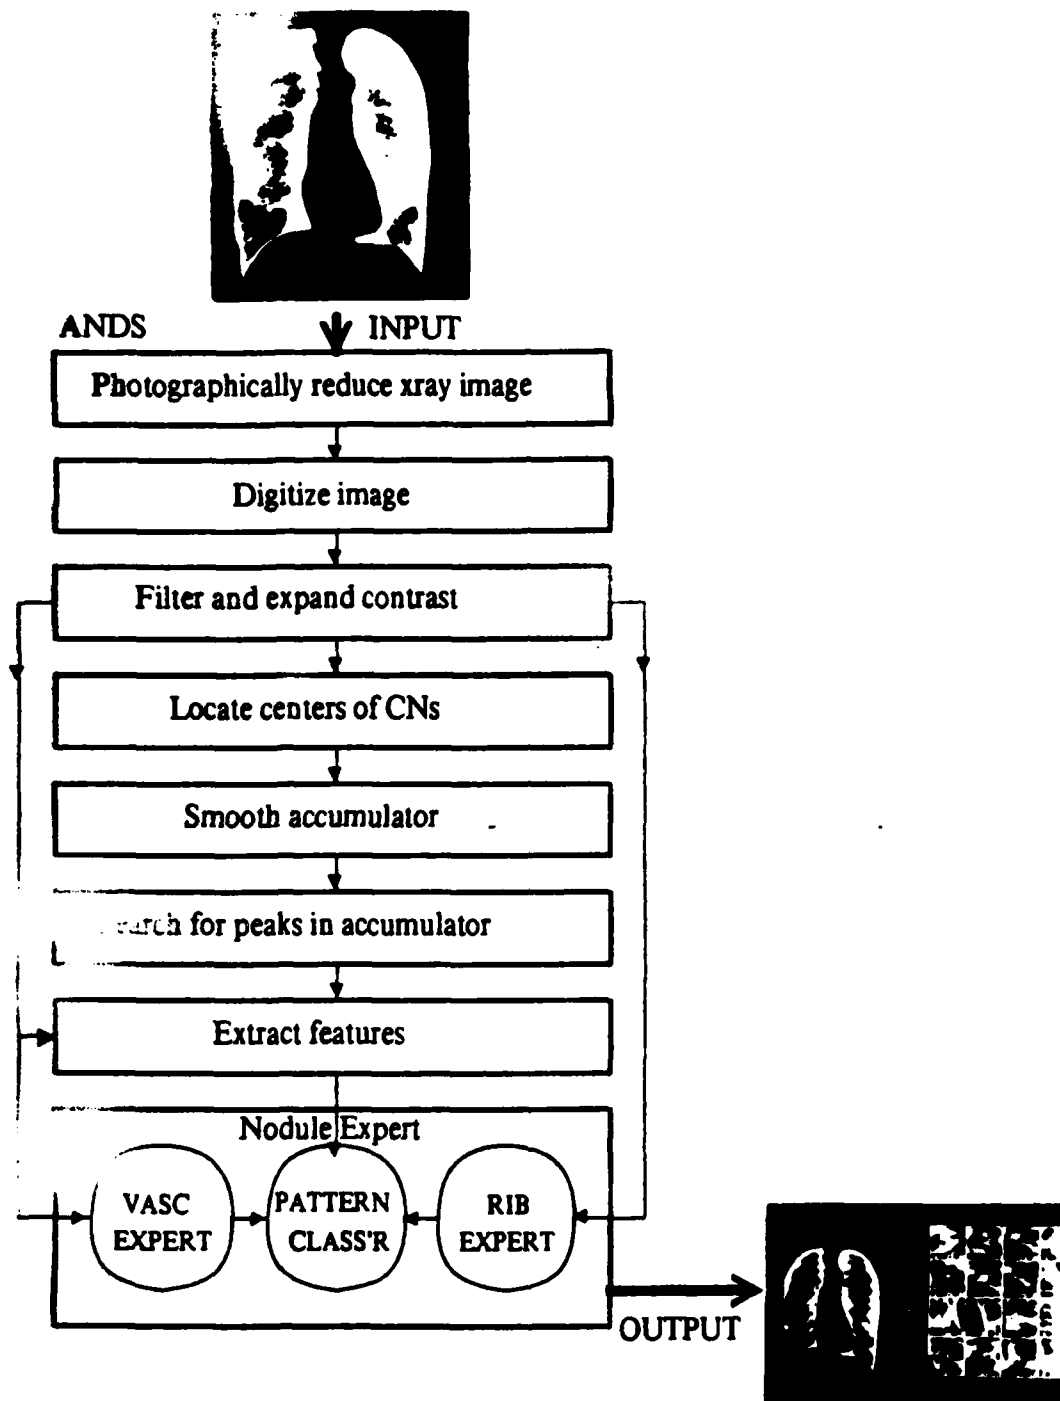 ANDS
INPUT
Photographically reduce xray image
Digitize image
Filter and expand contrast
Locate centers of CNs
Smooth accumulator
for peaks in accumulator
Extract features
Nodule Expert
VASC
EXPERT
PATTERN
CLASS'R
RIB
EXPERT
OUTPUT